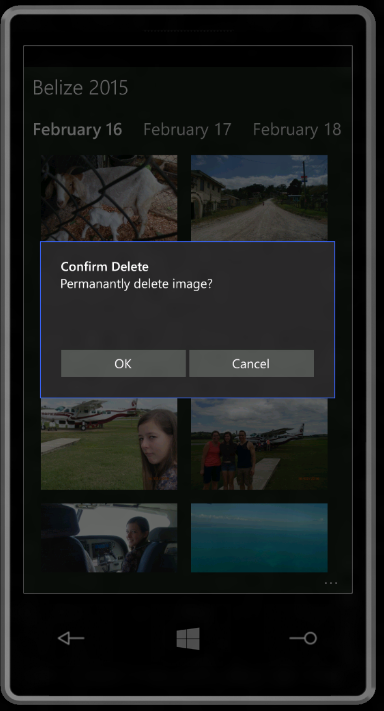 Belize 2015
February 16 February 17 February 18
Confirm Delete
Permanantly delete image?
OK Cancel
...